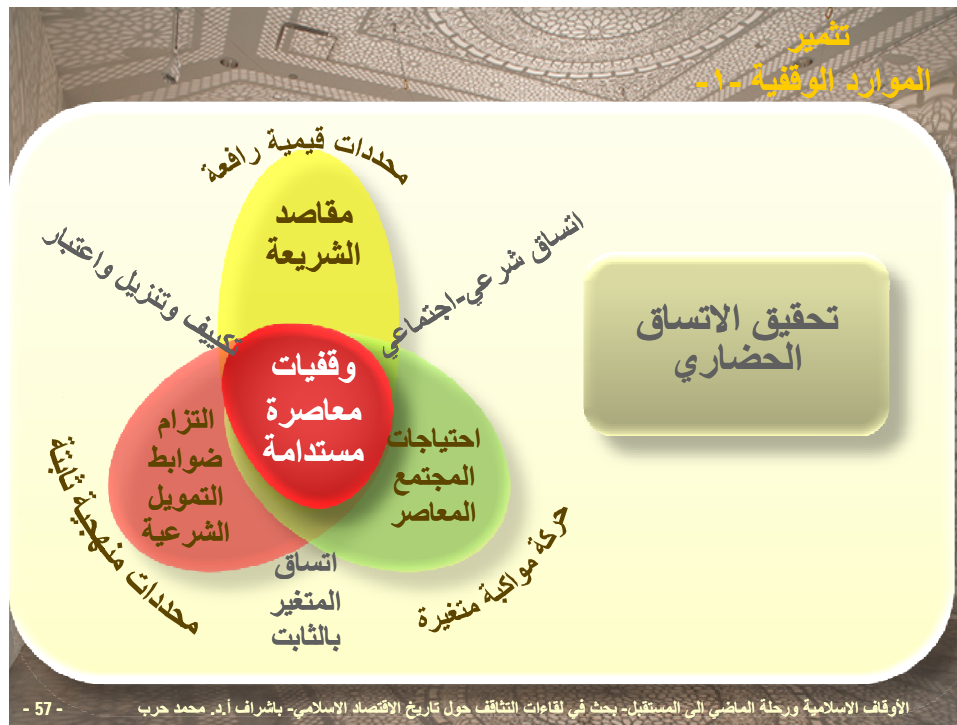 تثمير
الموارد الوقفية -١-
محددات قيمية رافعة
مقاصد
الشريعة
تكييف وتنزيل واعتبار
اتساق شرعي-اجتماعي
تحقيق الاتساق
الحضاري
وقفيات
معاصرة
مستدامة
التزام
ضوابط
التمويل
الشرعية
احتياجات
المجتمع
المعاصر
محددات منهجية ثابتة
حركة مواكبة متغيرة
اتساق
المتغير
بالثابت
الأوقاف الاسلامية ورحلة الماضي الى المستقبل- بحث في لقاءات التثاقف حول تاريخ الاقتصاد الاسلامي- باشراف أ.د. محمد حرب
- 57 -